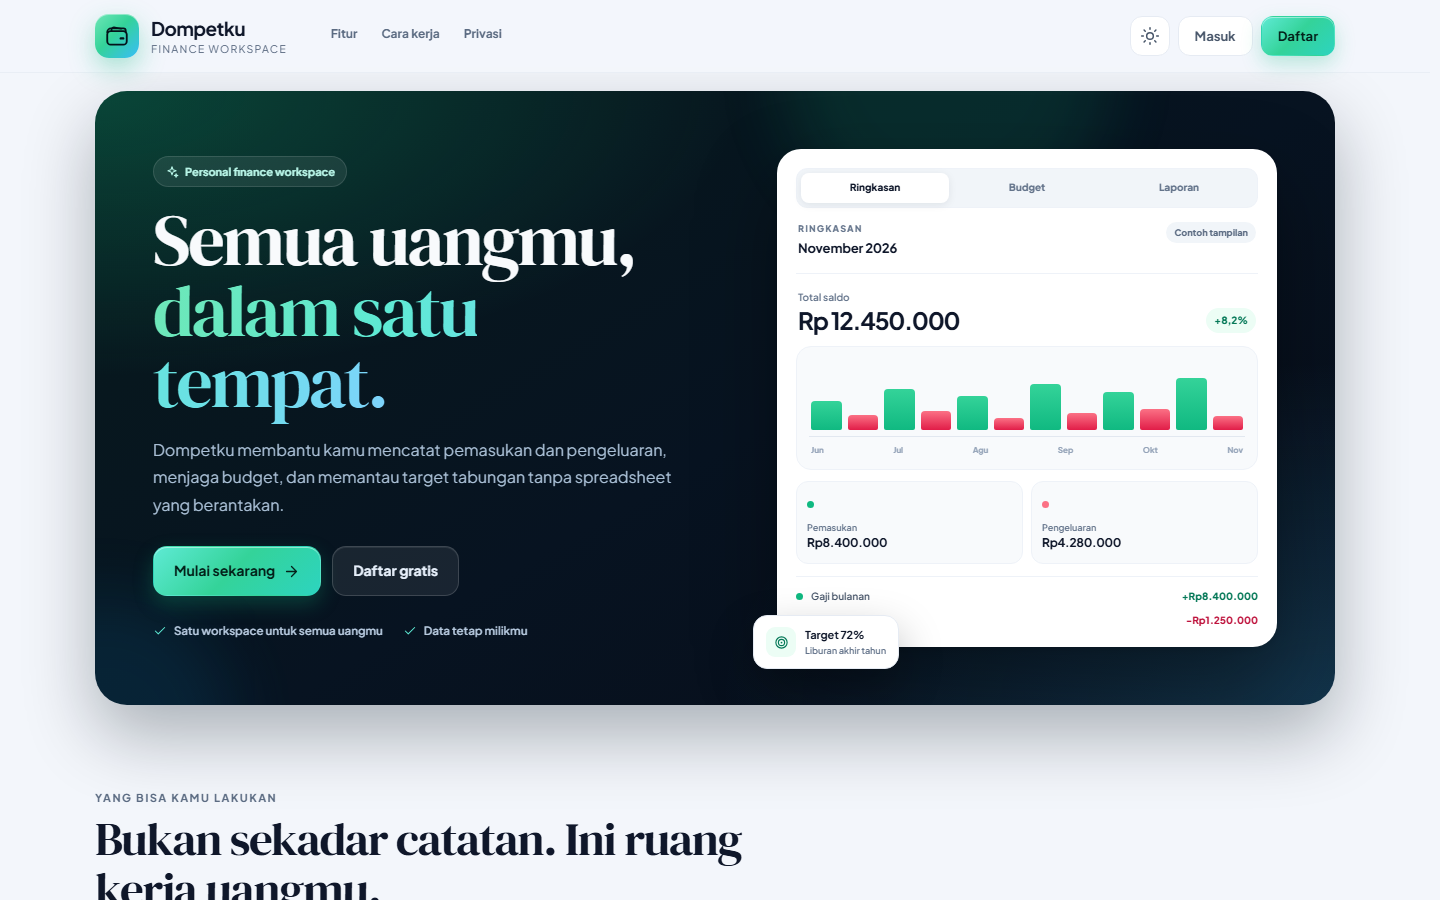 Dompetku
FINANCE WORKSPACE
Fitur
Cara kerja
Privasi
Masuk
Daftar
Personal finance workspace
Semua uangmu,
dalam satu
tempat.
Dompetku membantu kamu mencatat pemasukan dan pengeluaran,
menjaga budget, dan memantau target tabungan tanpa spreadsheet
yang berantakan.
Mulai sekarang
Daftar gratis
Satu workspace untuk semua uangmu
Data tetap milikmu
Ringkasan
Budget
Laporan
RINGKASAN
November 2026
Contoh tampilan
Total saldo
Rp12.450.000
+8,2%
Jun
Jul
Agu
Sep
Okt
Nov
Pemasukan
Rp8.400.000
Pengeluaran
Rp4.280.000
Gaji bulanan
+Rp8.400.000
−Rp1.250.000
Target 72%
Liburan akhir tahun
YANG BISA KAMU LAKUKAN
Bukan sekadar catatan. Ini ruang
kerja uangmu.